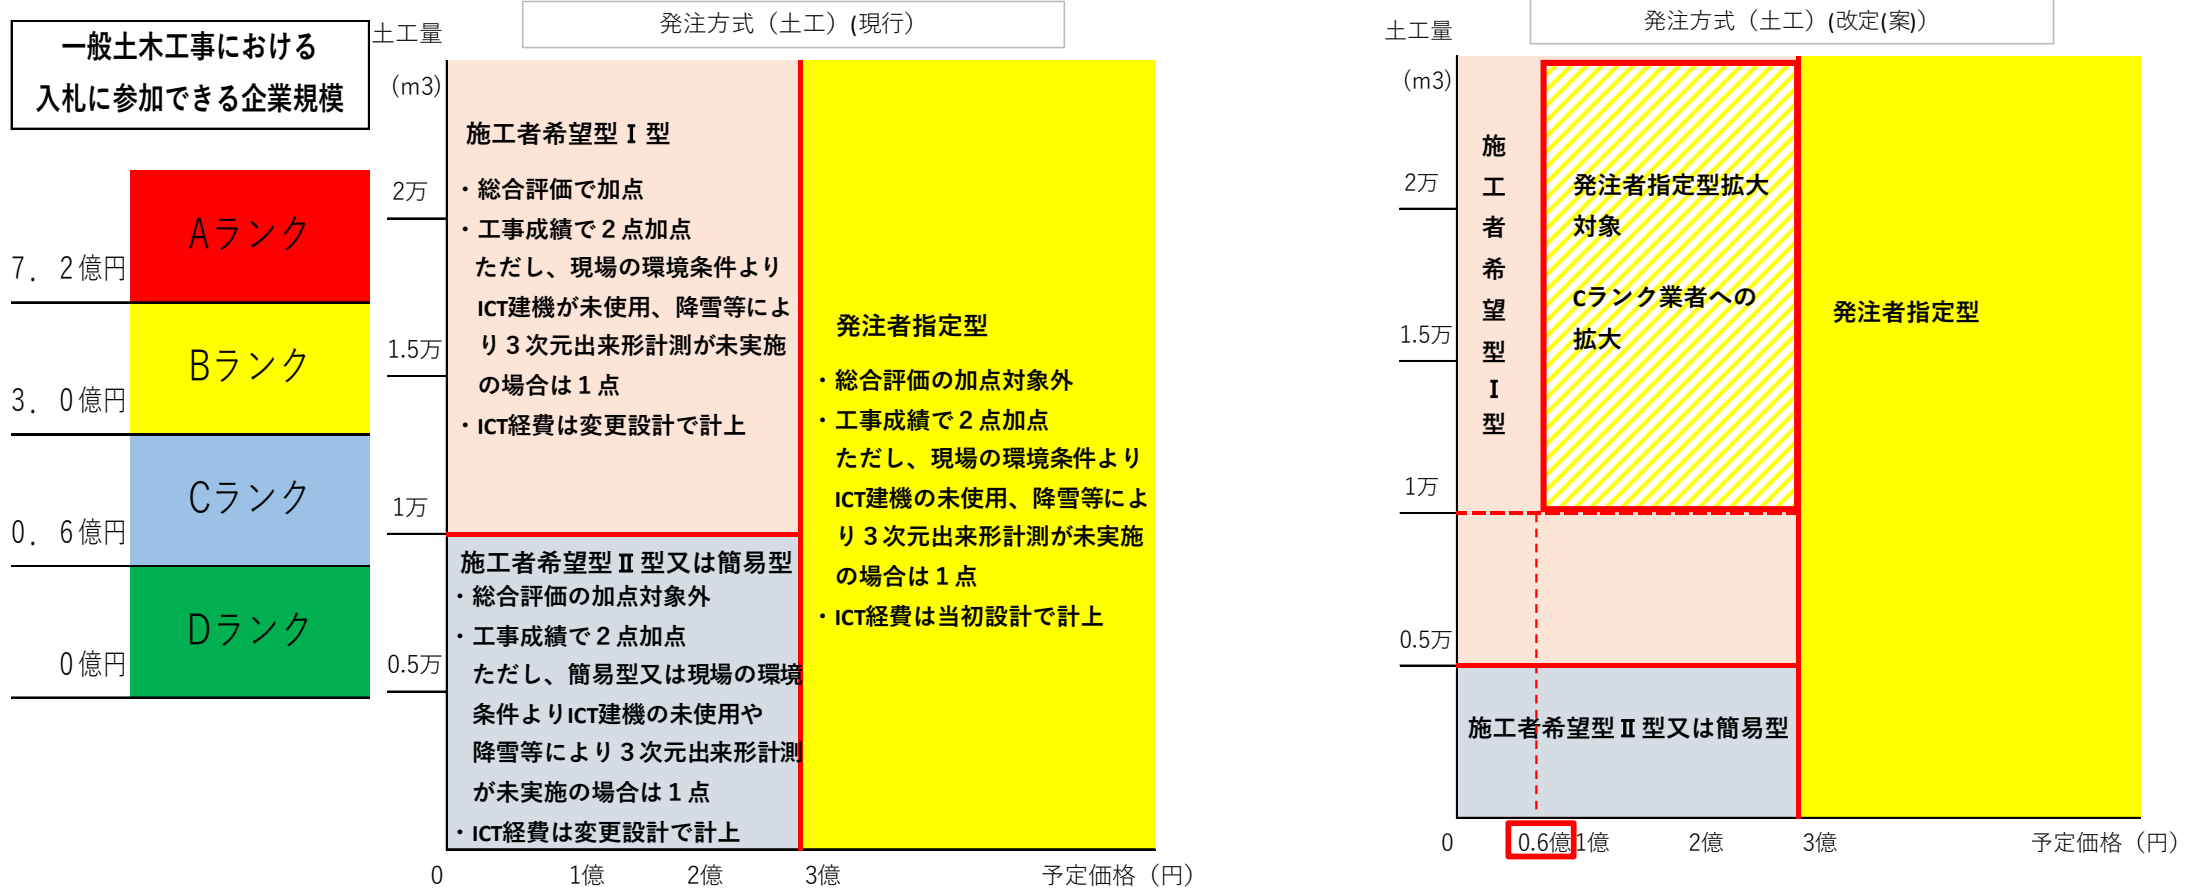 一般土木工事における
入札に参加できる企業規模
Aランク
7．2億円
Bランク
3．0億円
Cランク
0．6億円
Dランク
0億円
発注方式（土工）(現行）
土工量
（m3）
2万
1.5万
1万
0.5万
施工者希望型Ⅰ型
・総合評価で加点
・工事成績で２点加点
ただし、現場の環境条件より
ICT建機が未使用、降雪等によ
り３次元出来形計測が未実施
の場合は１点
・ICT経費は変更設計で計上
施工者希望型Ⅱ型又は簡易型
・総合評価の加点対象外
・工事成績で２点加点
ただし、簡易型又は現場の環境
条件よりICT建機の未使用や
降雪等により３次元出来形計測
が未実施の場合は１点
・ICT経費は変更設計で計上
発注者指定型
・総合評価の加点対象外
・工事成績で２点加点
ただし、現場の環境条件より
ICT建機の未使用、降雪等によ
り３次元出来形計測が未実施
の場合は１点
・ICT経費は当初設計で計上
0
1億
2億
3億
予定価格（円）
発注方式（土工）(改定(案)）
土工量
（m3）
2万
1.5万
1万
0.5万
施工者希望型Ⅰ型
発注者指定型拡大
対象
Cランク業者への
拡大
発注者指定型
施工者希望型Ⅱ型又は簡易型
0
0.6億
1億
2億
3億
予定価格（円）